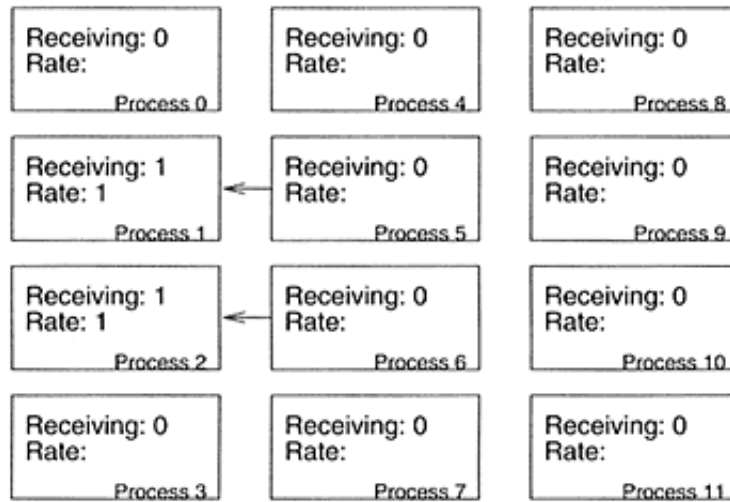 Receiving: 0
Rate:
Process 0
Receiving: 0
Rate:
Process 4
Receiving: 0
Rate:
Process 8
Receiving: 1
Rate: 1
Process 1
Receiving: 0
Rate:
Process 5
Receiving: 0
Rate:
Process 9
Receiving: 1
Rate: 1
Process 2
Receiving: 0
Rate:
Process 6
Receiving: 0
Rate:
Process 10
Receiving: 0
Rate:
Process 3
Receiving: 0
Rate:
Process 7
Receiving: 0
Rate:
Process 11